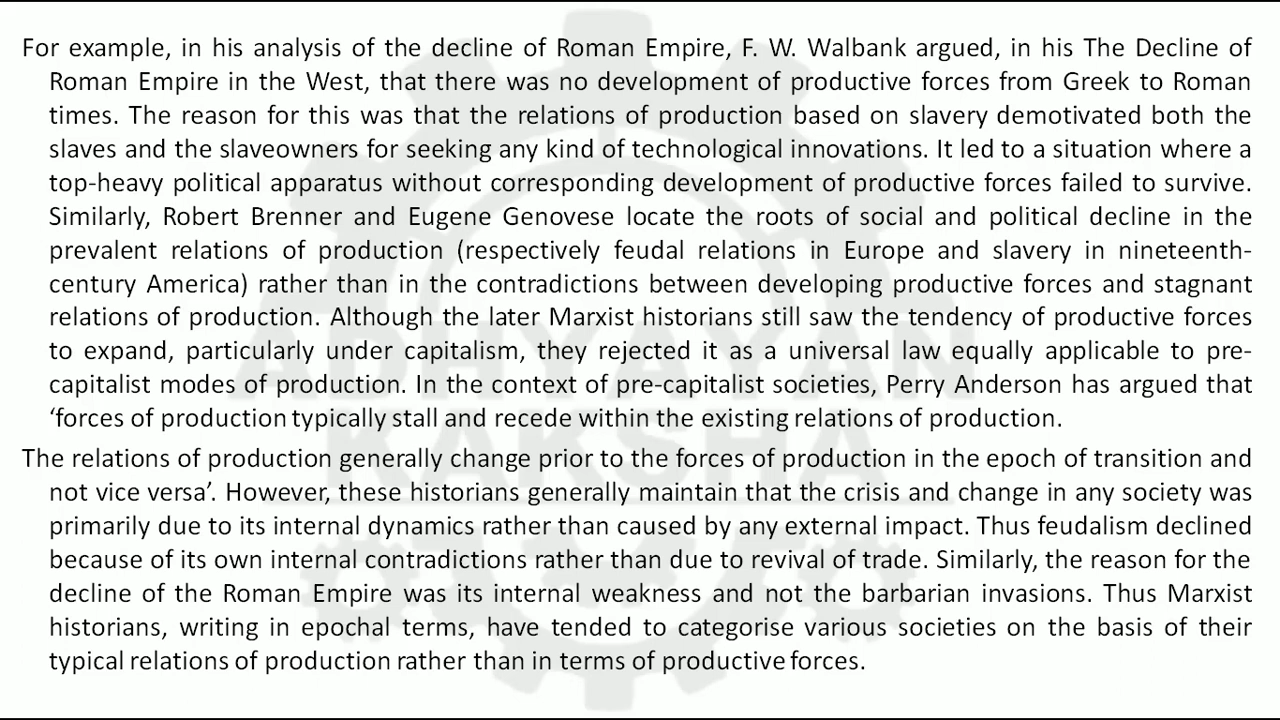 For example, in his analysis of the decline of Roman Empire, F. W. Walbank argued, in his The Decline of
Roman Empire in the West, that there was no development of productive forces from Greek to Roman
times. The reason for this was that the relations of production based on slavery demotivated both the
slaves and the slaveowners for seeking any kind of technological innovations. It led to a situation where a
top-heavy political apparatus without corresponding development of productive forces failed to survive.
Similarly, Robert Brenner and Eugene Genovese locate the roots of social and political decline in the
prevalent relations of production (respectively feudal relations in Europe and slavery in nineteenth-
century America) rather than in the contradictions between developing productive forces and stagnant
relations of production. Although the later Marxist historians still saw the tendency of productive forces
to expand, particularly under capitalism, they rejected it as a universal law equally applicable to pre-
capitalist modes of production. In the context of pre-capitalist societies, Perry Anderson has argued that
‘forces of production typically stall and recede within the existing relations of production.
The relations of production generally change prior to the forces of production in the epoch of transition and
not vice versa’. However, these historians generally maintain that the crisis and change in any society was
primarily due to its internal dynamics rather than caused by any external impact. Thus feudalism declined
because of its own internal contradictions rather than due to revival of trade. Similarly, the reason for the
decline of the Roman Empire was its internal weakness and not the barbarian invasions. Thus Marxist
historians, writing in epochal terms, have tended to categorise various societies on the basis of their
typical relations of production rather than in terms of productive forces.
ADHYAYAN
KAKSHA